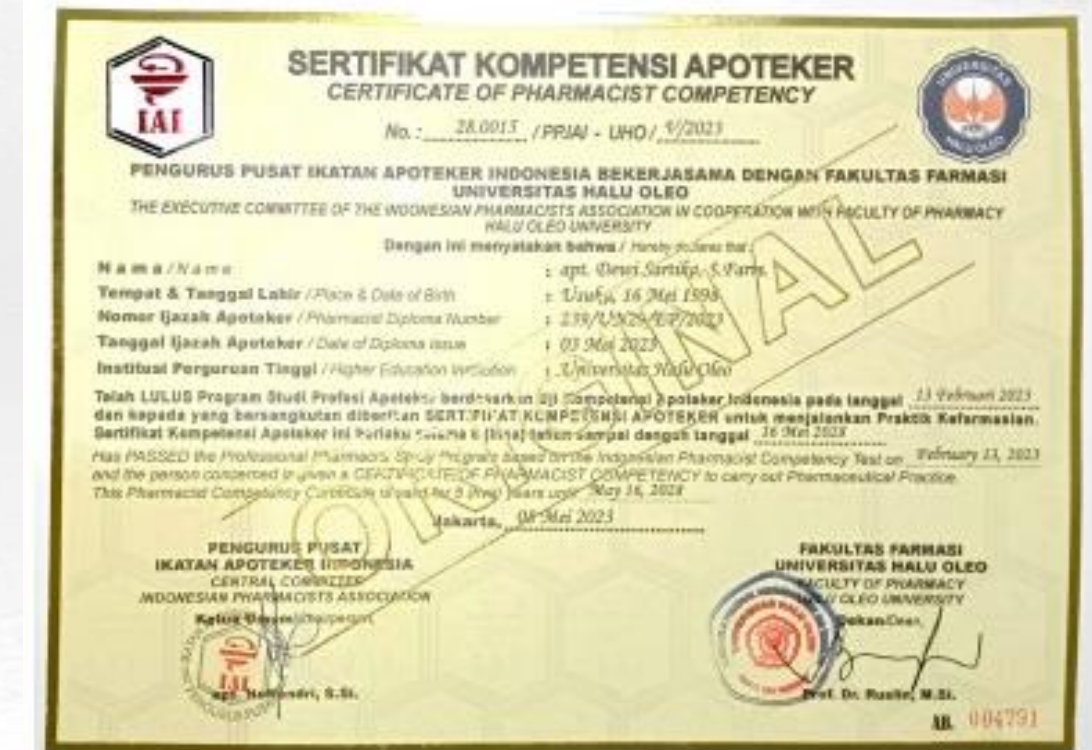 SERTIFIKAT KOMPETENSI APOTEKER
CERTIFICATE OF PHARMACIST COMPETENCY
IAI
UNIVERSITAS HALU OLEO
No. : 28.0015 / PPIAI - UHO / V/2023
PENGURUS PUSAT IKATAN APOTEKER INDONESIA BEKERJASAMA DENGAN FAKULTAS FARMASI
UNIVERSITAS HALU OLEO
THE EXECUTIVE COMMITTEE OF THE INDONESIAN PHARMACISTS ASSOCIATION IN COOPERATION WITH FACULTY OF PHARMACY
HALU OLEO UNIVERSITY
Dengan ini menyatakan bahwa / Hereby declares that :
Nama / Name : apt. Dewi Sartika, S.Farm.
Tempat & Tanggal Lahir / Place & Date of Birth : 16 Mei 1998
Nomor Ijazah Apoteker / Pharmacist Diploma Number : 239/UN29/EP/2023
Tanggal Ijazah Apoteker / Date of Diploma Issue : 03 Mei 2023
Institusi Perguruan Tinggi / Higher Education Institution : Universitas Halu Oleo
Telah LULUS Program Studi Profesi Apoteker berdasarkan Uji Kompetensi Apoteker Indonesia pada tanggal 13 Februari 2023
dan kepada yang bersangkutan diberikan SERTIFIKAT KOMPETENSI APOTEKER untuk menjalankan Praktik Kefarmasian.
Sertifikat Kompetensi Apoteker ini berlaku selama 5 (lima) tahun sampai dengan tanggal 16 Mei 2028
Has PASSED the Professional Pharmacist Study Program based on the Indonesian Pharmacist Competency Test on February 13, 2023
and the person concerned is given a CERTIFICATE OF PHARMACIST COMPETENCY to carry out Pharmaceutical Practice.
This Pharmacist Competency Certificate is valid for 5 (five) years until May 16, 2028
ORIGINAL
Jakarta, 08 Mei 2023
PENGURUS PUSAT
IKATAN APOTEKER INDONESIA
CENTRAL COMMITTEE
INDONESIAN PHARMACISTS ASSOCIATION
Ketua Umum/Chairperson,
IAI
apt. Noffendri, S.Si.
FAKULTAS FARMASI
UNIVERSITAS HALU OLEO
FACULTY OF PHARMACY
HALU OLEO UNIVERSITY
Dekan/Dean,
Prof. Dr. Ruslin, M.Si.
AB. 004791